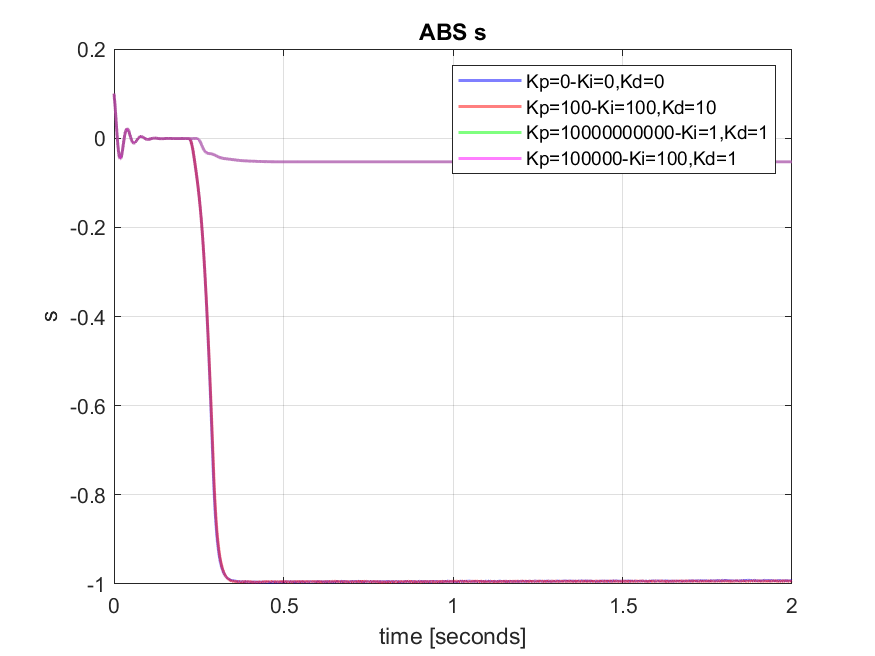 ABS s
Kp=0-Ki=0,Kd=0
Kp=100-Ki=100,Kd=10
Kp=10000000000-Ki=1,Kd=1
Kp=100000-Ki=100,Kd=1
0.2
0
-0.2
-0.4
-0.6
-0.8
-1
s
0
0.5
1
1.5
2
time [seconds]